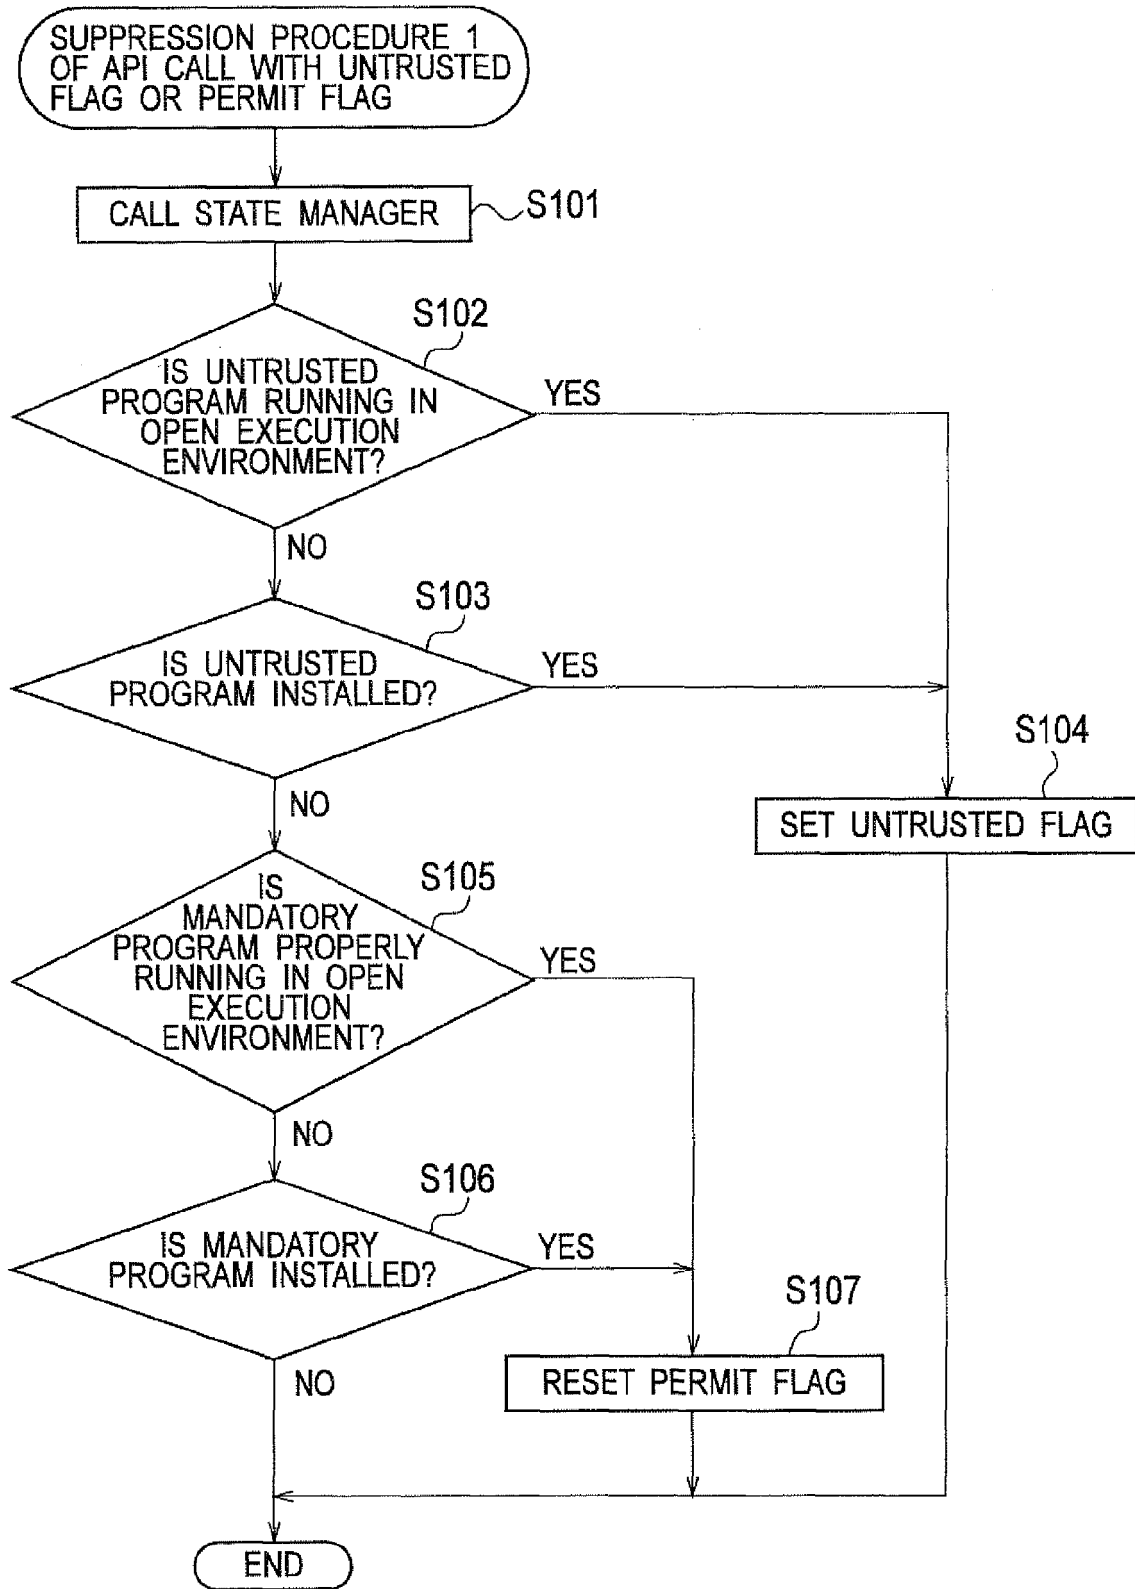 SUPPRESSION PROCEDURE 1
OF API CALL WITH UNTRUSTED
FLAG OR PERMIT FLAG
CALL STATE MANAGER
S101
S102
IS UNTRUSTED
PROGRAM RUNNING IN
OPEN EXECUTION
ENVIRONMENT?
YES
NO
S103
IS UNTRUSTED
PROGRAM INSTALLED?
YES
NO
S104
SET UNTRUSTED FLAG
S105
IS
MANDATORY
PROGRAM PROPERLY
RUNNING IN OPEN
EXECUTION
ENVIRONMENT?
YES
NO
S106
IS MANDATORY
PROGRAM INSTALLED?
YES
NO
S107
RESET PERMIT FLAG
END